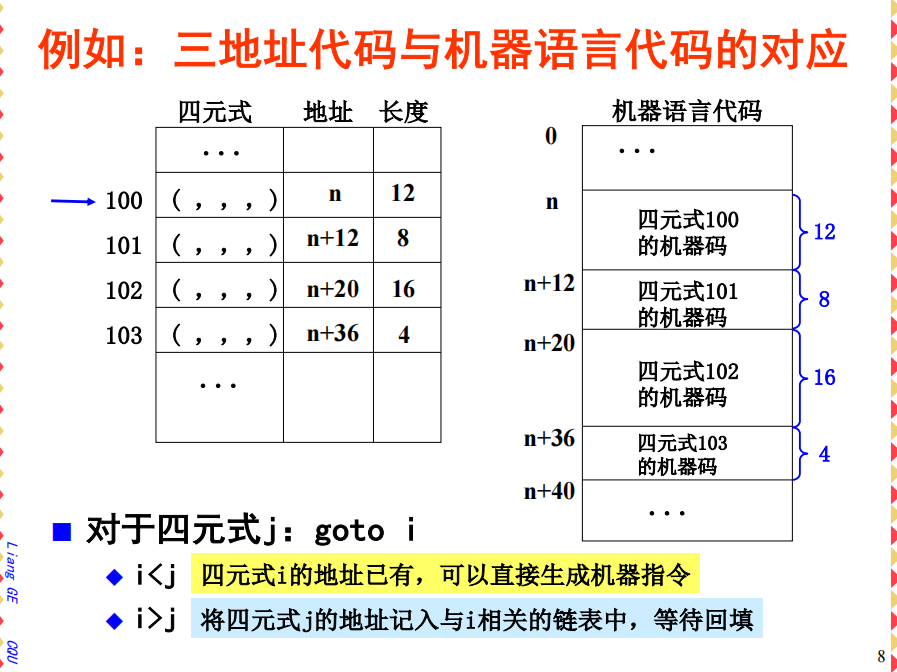 例如：三地址代码与机器语言代码的对应
四元式 地址 长度
...
100 ( , , , ) n 12
101 ( , , , ) n+12 8
102 ( , , , ) n+20 16
103 ( , , , ) n+36 4
...
机器语言代码
0
...
n
四元式100
的机器码
12
n+12
四元式101
的机器码
8
n+20
四元式102
的机器码
16
n+36
四元式103
的机器码
4
n+40
...
■ 对于四元式j：goto i
◆ i<j 四元式i的地址已有，可以直接生成机器指令
◆ i>j 将四元式j的地址记入与i相关的链表中，等待回填
Liang GE CQU
8